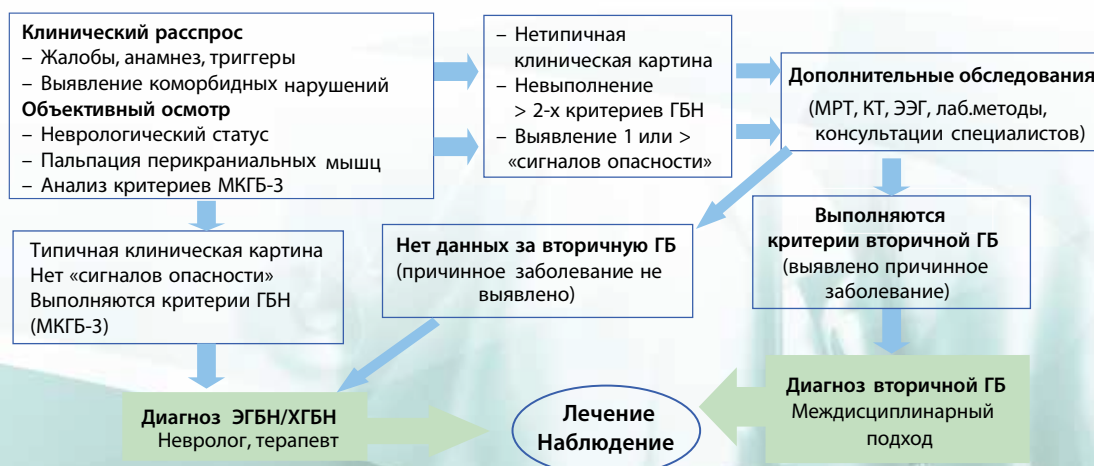 Клинический расспрос
– Жалобы, анамнез, триггеры
– Выявление коморбидных нарушений
Объективный осмотр
– Неврологический статус
– Пальпация перикраниальных мышц
– Анализ критериев МКГБ-3
– Нетипичная
клиническая картина
– Невыполнение
> 2-х критериев ГБН
– Выявление 1 или >
«сигналов опасности»
Дополнительные обследования
(МРТ, КТ, ЭЭГ, лаб.методы,
консультации специалистов)
Типичная клиническая картина
Нет «сигналов опасности»
Выполняются критерии ГБН
(МКГБ-3)
Нет данных за вторичную ГБ
(причинное заболевание не
выявлено)
Выполняются
критерии вторичной ГБ
(выявлено причинное
заболевание)
Диагноз ЭГБН/ХГБН
Невролог, терапевт
Лечение
Наблюдение
Диагноз вторичной ГБ
Междисциплинарный
подход